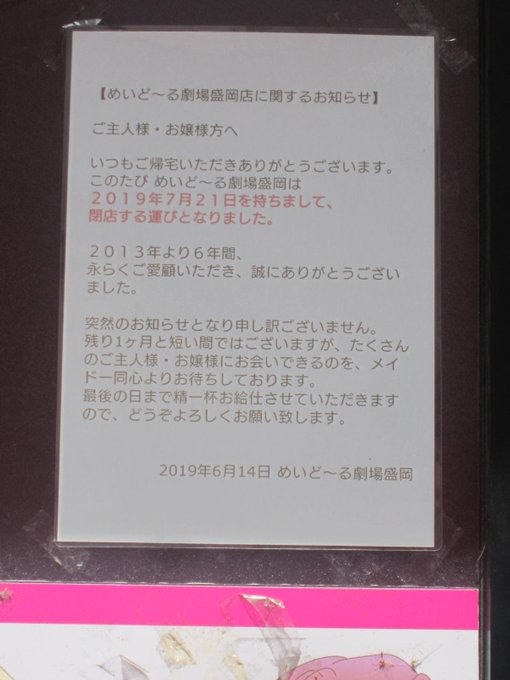 【めいど〜る劇場盛岡店に関するお知らせ】
ご主人様・お嬢様方へ
いつもご帰宅いただきありがとうございます。
このたび めいど〜る劇場盛岡は
２０１９年７月２１日を持ちまして、
閉店する運びとなりました。
２０１３年より６年間、
永らくご愛顧いただき、誠にありがとうござい
ました。
突然のお知らせとなり申し訳ございません。
残り1ヶ月と短い間ではございますが、たくさん
のご主人様・お嬢様にお会いできるのを、メイ
ド一同心よりお待ちしております。
最後の日まで精一杯お給仕させていただきます
ので、どうぞよろしくお願い致します。
2019年6月14日 めいど〜る劇場盛岡